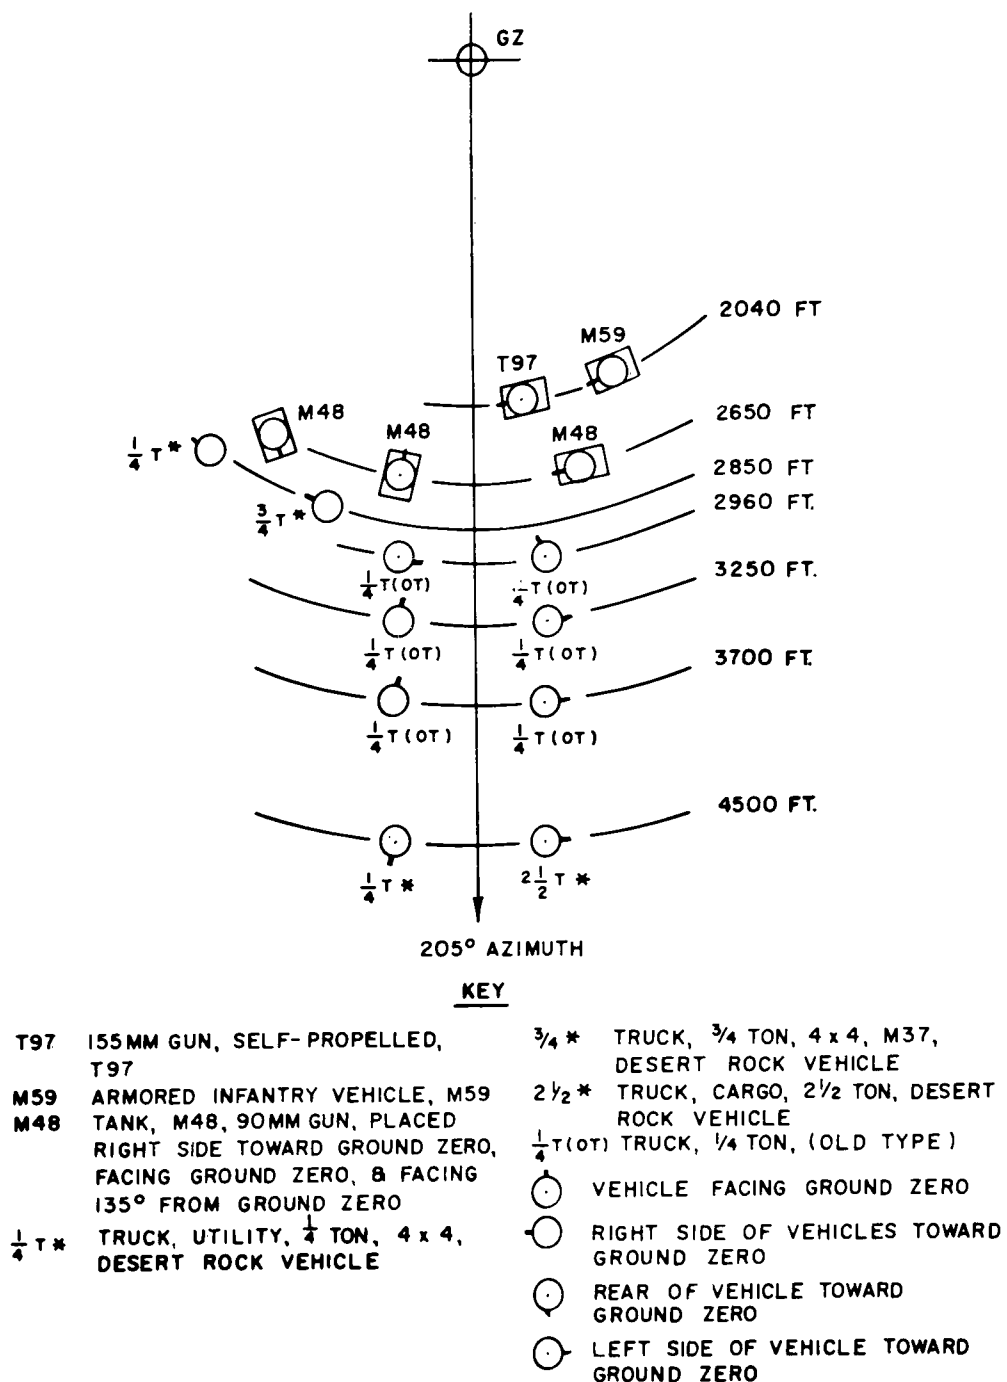 GZ
2040 FT
M59
T97
M48
M48
M48
2650 FT
1/4 T *
2850 FT
3/4 T *
2960 FT.
1/4 T(OT)
1/4 T(OT)
3250 FT.
1/4 T(OT)
1/4 T(OT)
3700 FT.
1/4 T(OT)
1/4 T(OT)
4500 FT.
1/4 T *
2 1/2 T *
205° AZIMUTH
KEY
T97 155MM GUN, SELF-PROPELLED,
T97
M59 ARMORED INFANTRY VEHICLE, M59
M48 TANK, M48, 90MM GUN, PLACED
RIGHT SIDE TOWARD GROUND ZERO,
FACING GROUND ZERO, & FACING
135° FROM GROUND ZERO
1/4 T * TRUCK, UTILITY, 1/4 TON, 4 x 4,
DESERT ROCK VEHICLE
3/4 * TRUCK, 3/4 TON, 4 x 4, M37,
DESERT ROCK VEHICLE
2 1/2 * TRUCK, CARGO, 2 1/2 TON, DESERT
ROCK VEHICLE
1/4 T(OT) TRUCK, 1/4 TON, (OLD TYPE)
VEHICLE FACING GROUND ZERO
RIGHT SIDE OF VEHICLES TOWARD
GROUND ZERO
REAR OF VEHICLE TOWARD
GROUND ZERO
LEFT SIDE OF VEHICLE TOWARD
GROUND ZERO